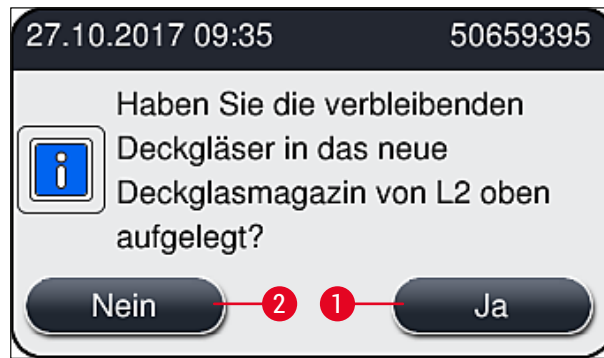 27.10.2017 09:35 50659395
Haben Sie die verbleibenden
Deckgläser in das neue
Deckglasmagazin von L2 oben
aufgelegt?
Nein 2 1 Ja